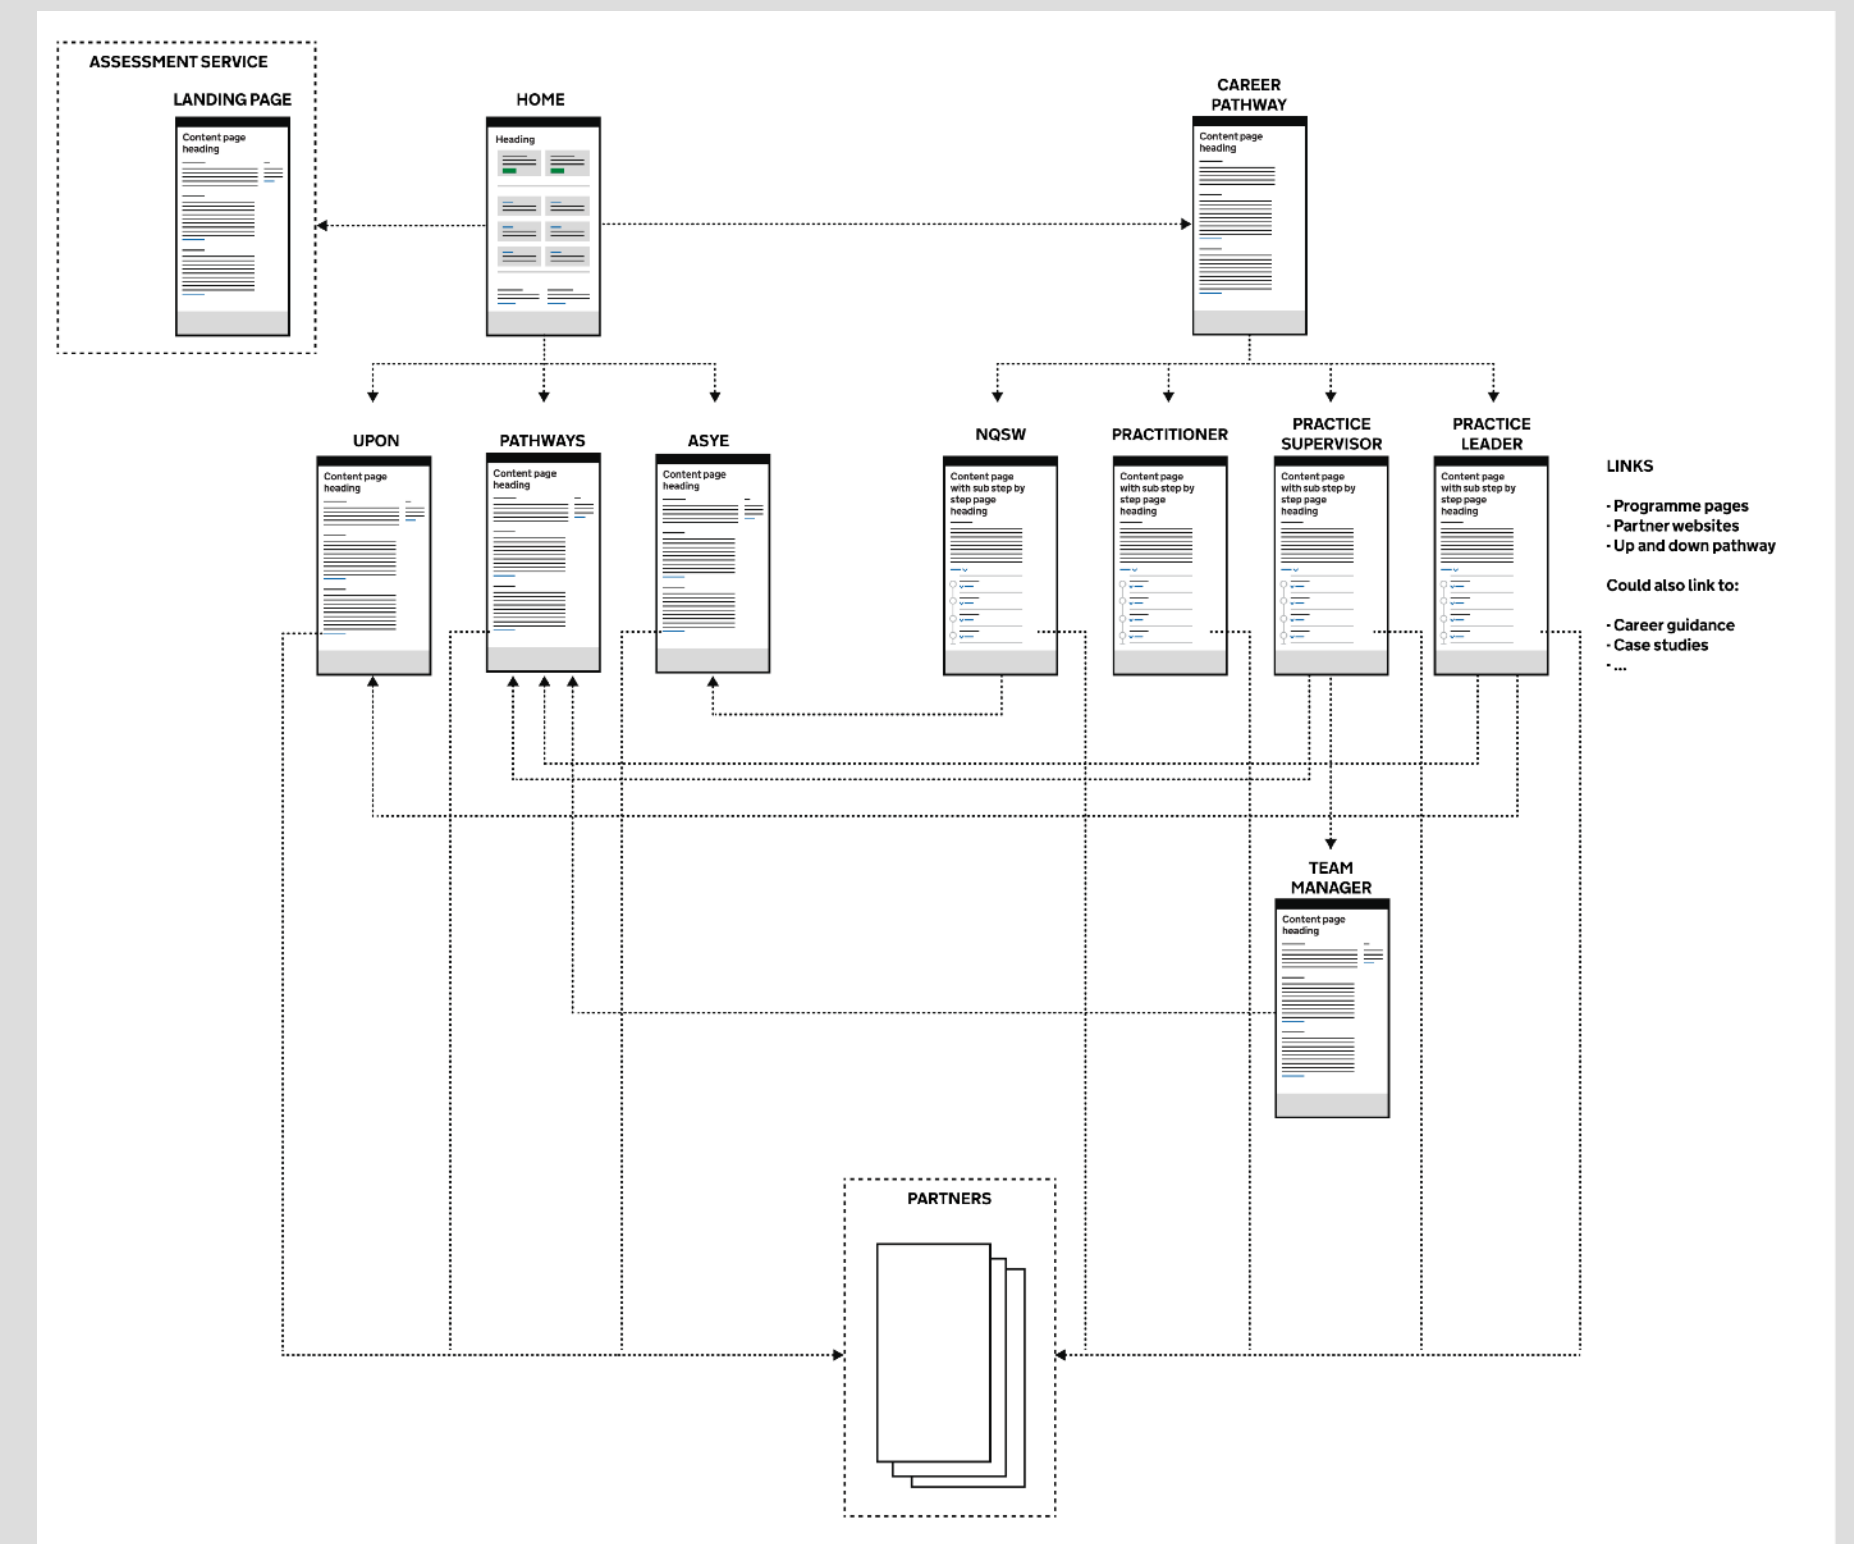 ASSESSMENT SERVICE
LANDING PAGE
Content page
heading
HOME
Heading
CAREER
PATHWAY
Content page
heading
UPON
Content page
heading
PATHWAYS
Content page
heading
ASYE
Content page
heading
NQSW
Content page
with sub step by
step page
heading
PRACTITIONER
Content page
with sub step by
step page
heading
PRACTICE
SUPERVISOR
Content page
with sub step by
step page
heading
PRACTICE
LEADER
Content page
with sub step by
step page
heading
LINKS
- Programme pages
- Partner websites
- Up and down pathway
Could also link to:
- Career guidance
- Case studies
- ...
TEAM
MANAGER
Content page
heading
PARTNERS